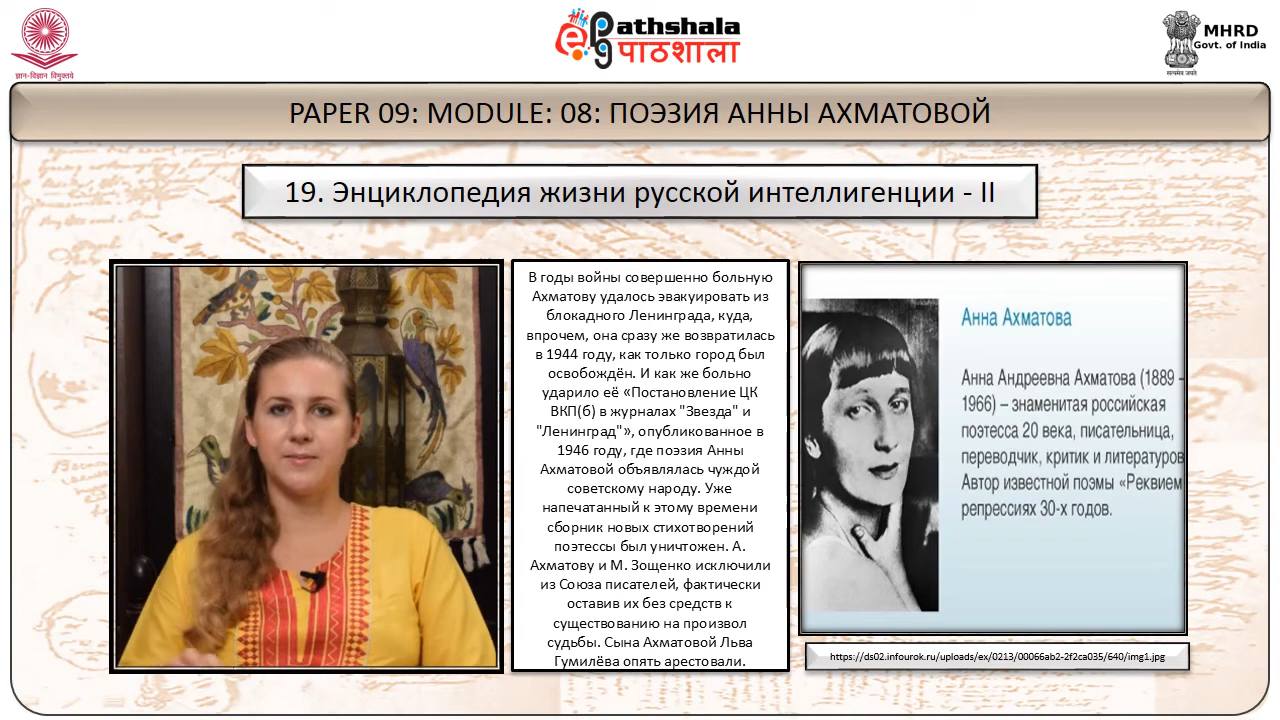 ज्ञान-विज्ञान विमुक्तये
ePg Pathshala
पाठशाला
MHRD
Govt. of India
सत्यमेव जयते
PAPER 09: MODULE: 08: ПОЭЗИЯ АННЫ АХМАТОВОЙ
19. Энциклопедия жизни русской интеллигенции - II
В годы войны совершенно больную
Ахматову удалось эвакуировать из
блокадного Ленинграда, куда,
впрочем, она сразу же возвратилась
в 1944 году, как только город был
освобождён. И как же больно
ударило её «Постановление ЦК
ВКП(б) в журналах "Звезда" и
"Ленинград"», опубликованное в
1946 году, где поэзия Анны
Ахматовой объявлялась чуждой
советскому народу. Уже
напечатанный к этому времени
сборник новых стихотворений
поэтессы был уничтожен. А.
Ахматову и М. Зощенко исключили
из Союза писателей, фактически
оставив их без средств к
существованию на произвол
судьбы. Сына Ахматовой Льва
Гумилёва опять арестовали.
Анна Ахматова
Анна Андреевна Ахматова (1889 –
1966) – знаменитая российская
поэтесса 20 века, писательница,
переводчик, критик и литературов
Автор известной поэмы «Реквием
репрессиях 30-х годов.
https://ds02.infourok.ru/uploads/ex/0213/00066ab2-2f2ca035/640/img1.jpg